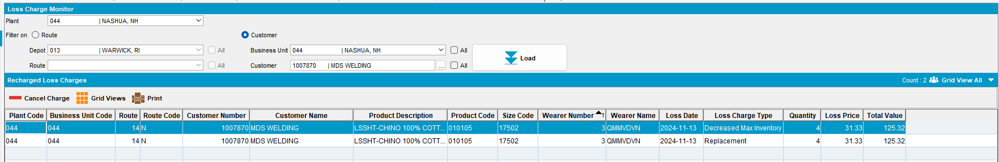 Loss Charge Monitor
Plant 044 | NASHUA, NH
Filter on Route Customer
Depot 013 | WARWICK, RI All Business Unit 044 | NASHUA, NH All Load
Route All Customer 1007870 | MDS WELDING ... All
Recharged Loss Charges Count : 2 Grid View All
Cancel Charge Grid Views Print
Plant Code Business Unit Code Route Route Code Customer Number Customer Name Product Description Product Code Size Code Wearer Number 1 Wearer Name Loss Date Loss Charge Type Quantity Loss Price Total Value
044 044 14 N 1007870 MDS WELDING LSSHT-CHINO 100% COTT... 010105 17502 3 QMMVDVN 2024-11-13 Decreased Max Inventory 4 31.33 125.32
044 044 14 N 1007870 MDS WELDING LSSHT-CHINO 100% COTT... 010105 17502 3 QMMVDVN 2024-11-13 Replacement 4 31.33 125.32